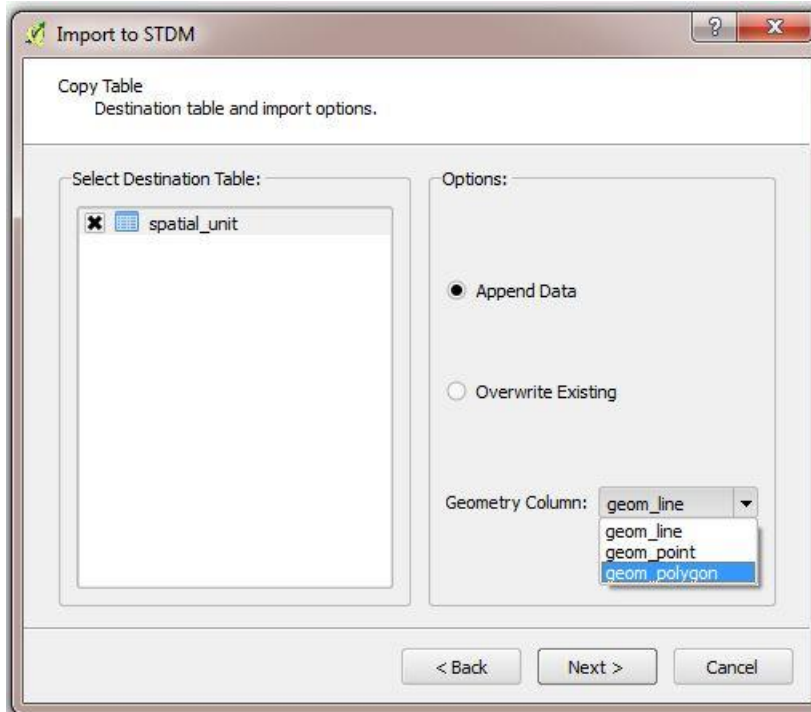 Import to STDM
Copy Table
Destination table and import options.
Select Destination Table:
spatial_unit
Options:
Append Data
Overwrite Existing
Geometry Column:
geom_line
geom_line
geom_point
geom_polygon
< Back
Next >
Cancel